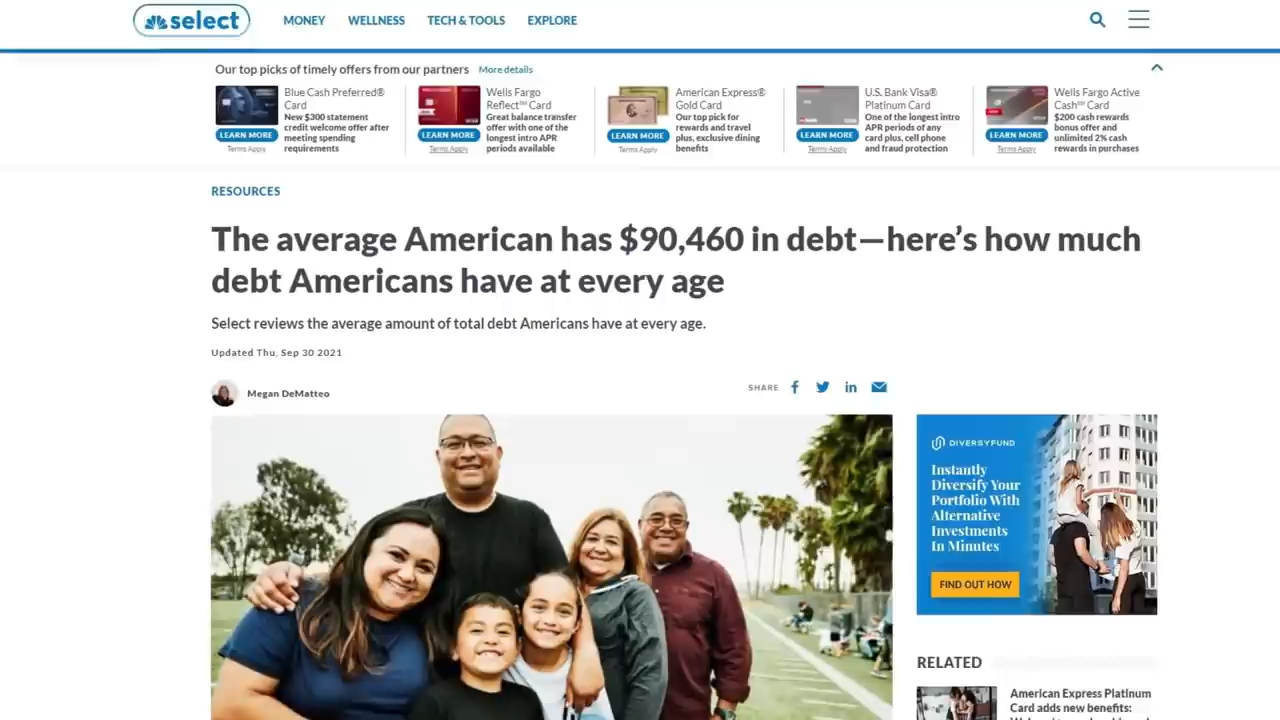 select
MONEY
WELLNESS
TECH & TOOLS
EXPLORE
Our top picks of timely offers from our partners
More details
Blue Cash Preferred®
Card
New $300 statement
credit welcome offer after
meeting spending
requirements
LEARN MORE
Terms Apply
Wells Fargo
Reflect℠ Card
Great balance transfer
offer with one of the
longest intro APR
periods available
LEARN MORE
Terms Apply
American Express®
Gold Card
Our top pick for
rewards and travel
plus, exclusive dining
benefits
LEARN MORE
Terms Apply
U.S. Bank Visa®
Platinum Card
One of the longest intro
APR periods of any
card plus, cell phone
and fraud protection
LEARN MORE
Terms Apply
Wells Fargo Active
Cash℠ Card
$200 cash rewards
bonus offer and
unlimited 2% cash
rewards in purchases
LEARN MORE
Terms Apply
RESOURCES
The average American has $90,460 in debt—here's how much
debt Americans have at every age
Select reviews the average amount of total debt Americans have at every age.
Updated Thu, Sep 30 2021
Megan DeMatteo
SHARE
DIVERSYFUND
Instantly
Diversify Your
Portfolio With
Alternative
Investments
In Minutes
FIND OUT HOW
RELATED
American Express Platinum
Card adds new benefits: